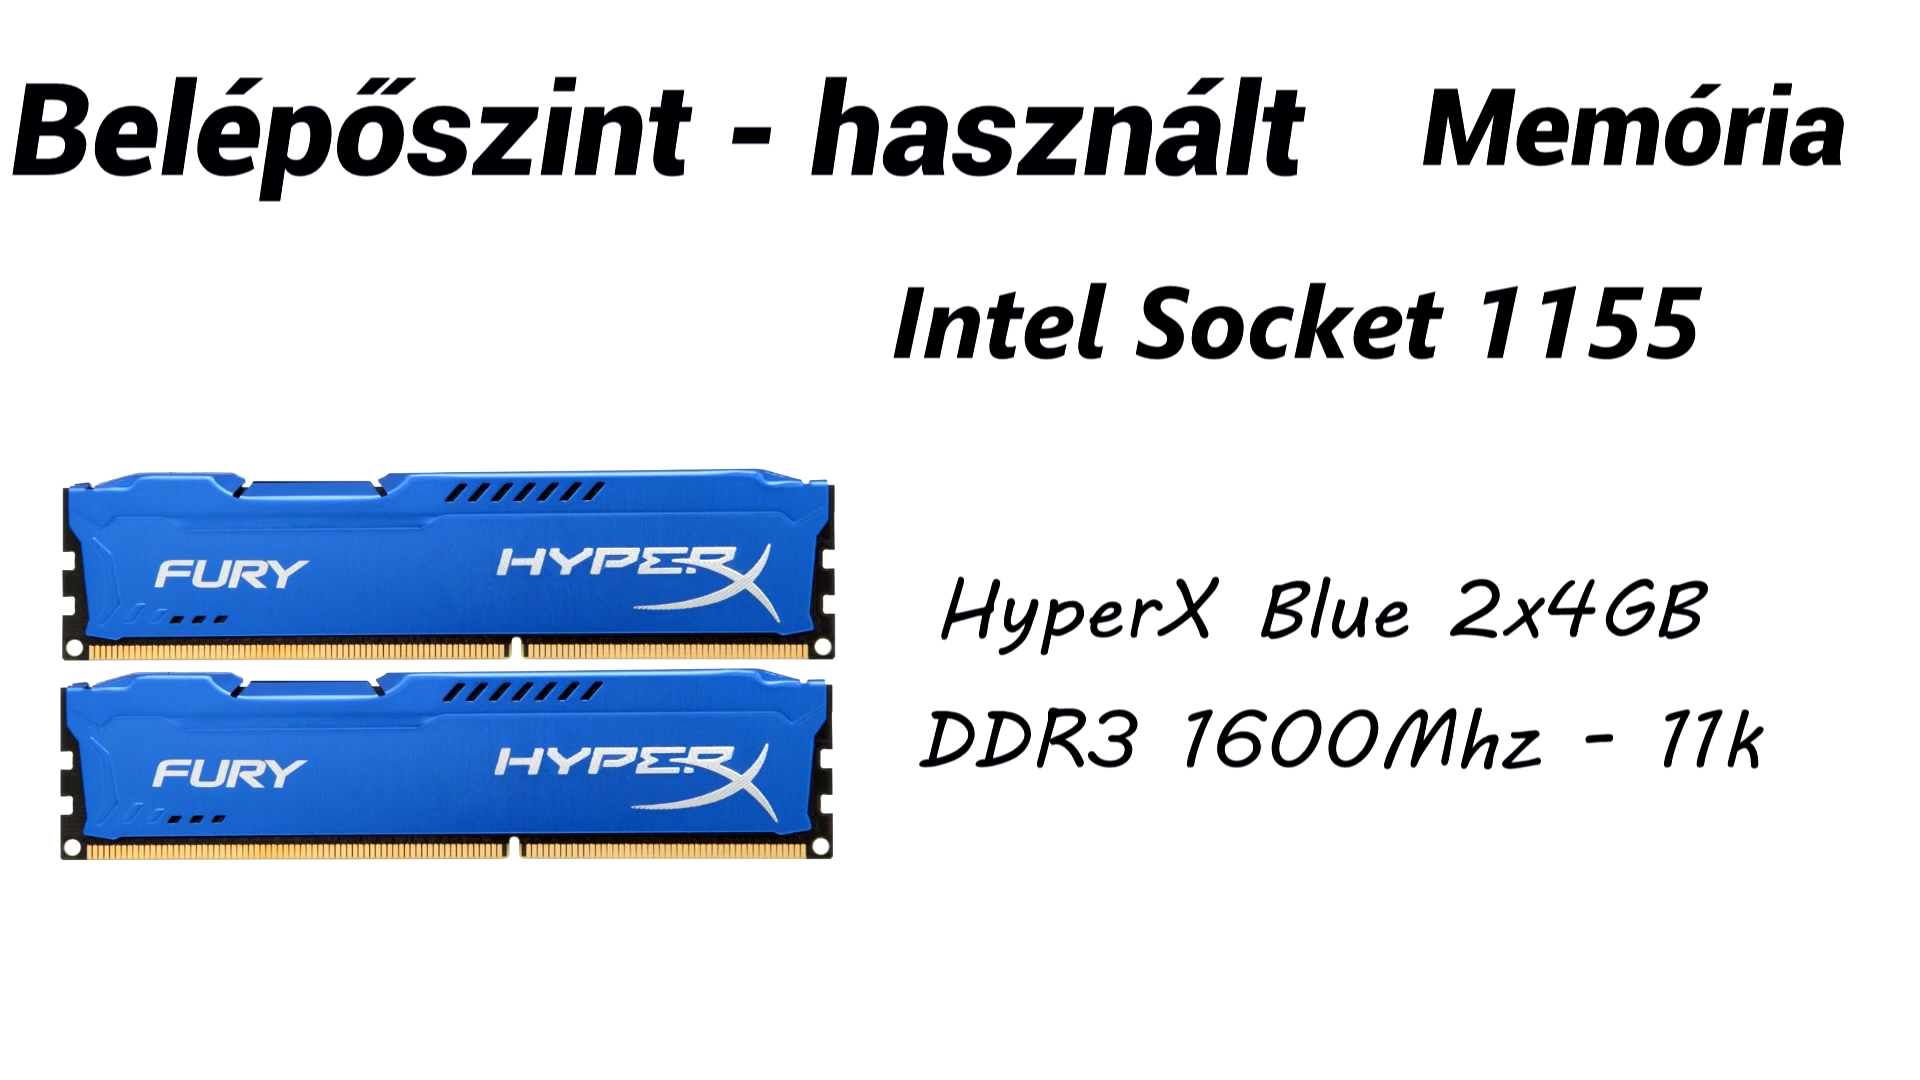 Belépőszint - használt Memória
Intel Socket 1155
FURY HYPERX
HyperX Blue 2x4GB
DDR3 1600Mhz - 11k
FURY HYPERX